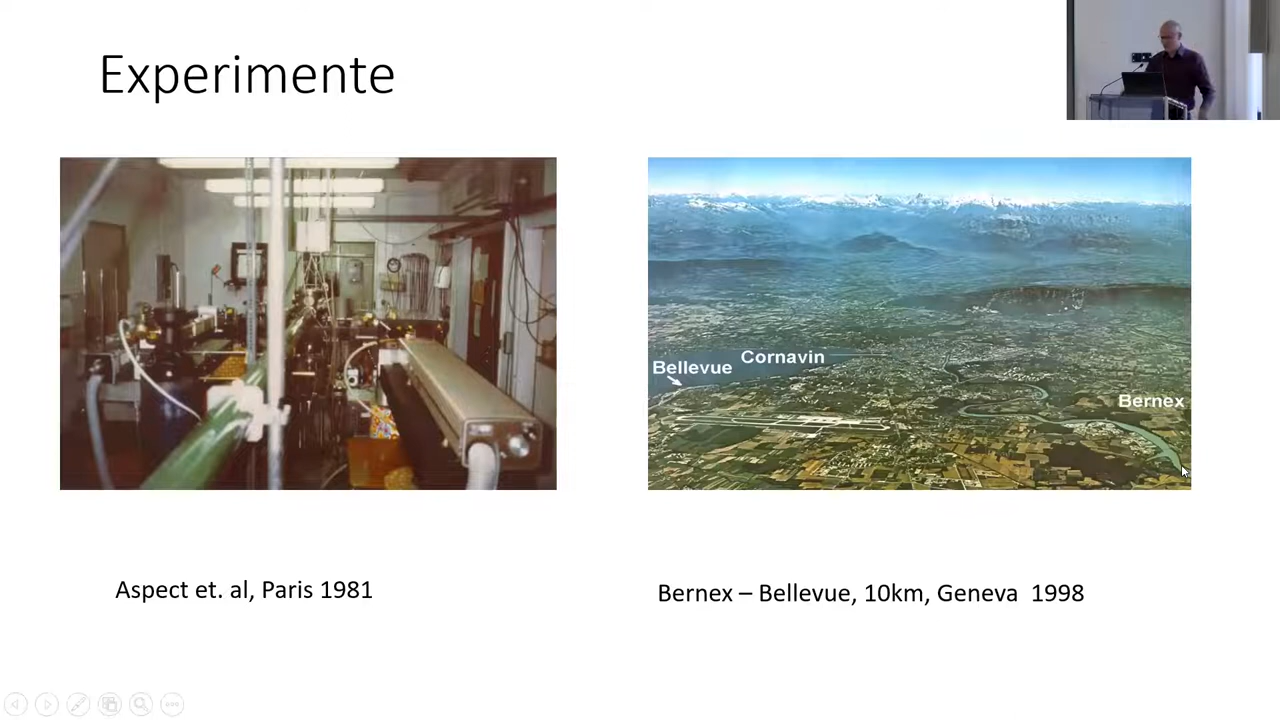 Experimente
Bellevue
Cornavin
Bernex
Aspect et. al, Paris 1981
Bernex – Bellevue, 10km, Geneva 1998